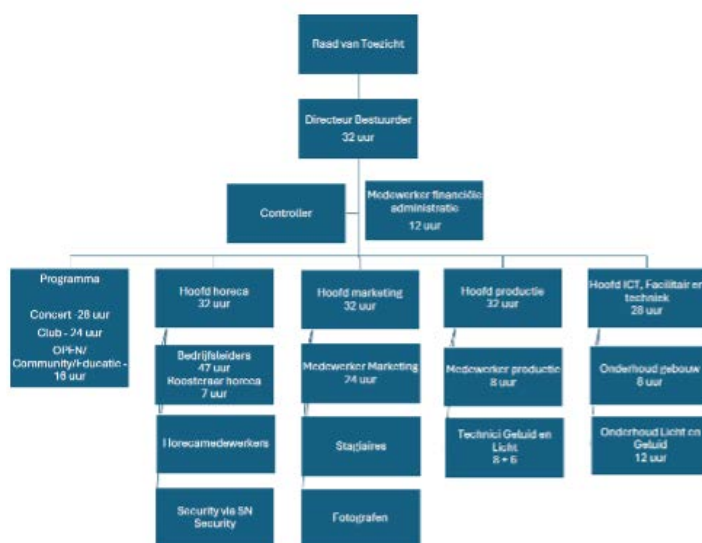 Raad van Toezicht
Directeur Bestuurder
32 uur
Controller
Medewerker financiële
administratie
12 uur
Programma
Concert -28 uur
Club - 24 uur
OPEN/
Community/Educatie -
16 uur
Hoofd horeca
32 uur
Bedrijfsleiders
47 uur
Roosteraar horeca
7 uur
Horecamedewerkers
Security via SN
Security
Hoofd marketing
32 uur
Medewerker Marketing
24 uur
Stagiaires
Fotografen
Hoofd productie
32 uur
Medewerker productie
8 uur
Technici Geluid en
Licht
8 + 6
Hoofd ICT, Facilitair en
techniek
28 uur
Onderhoud gebouw
6 uur
Onderhoud Licht en
Geluid
12 uur